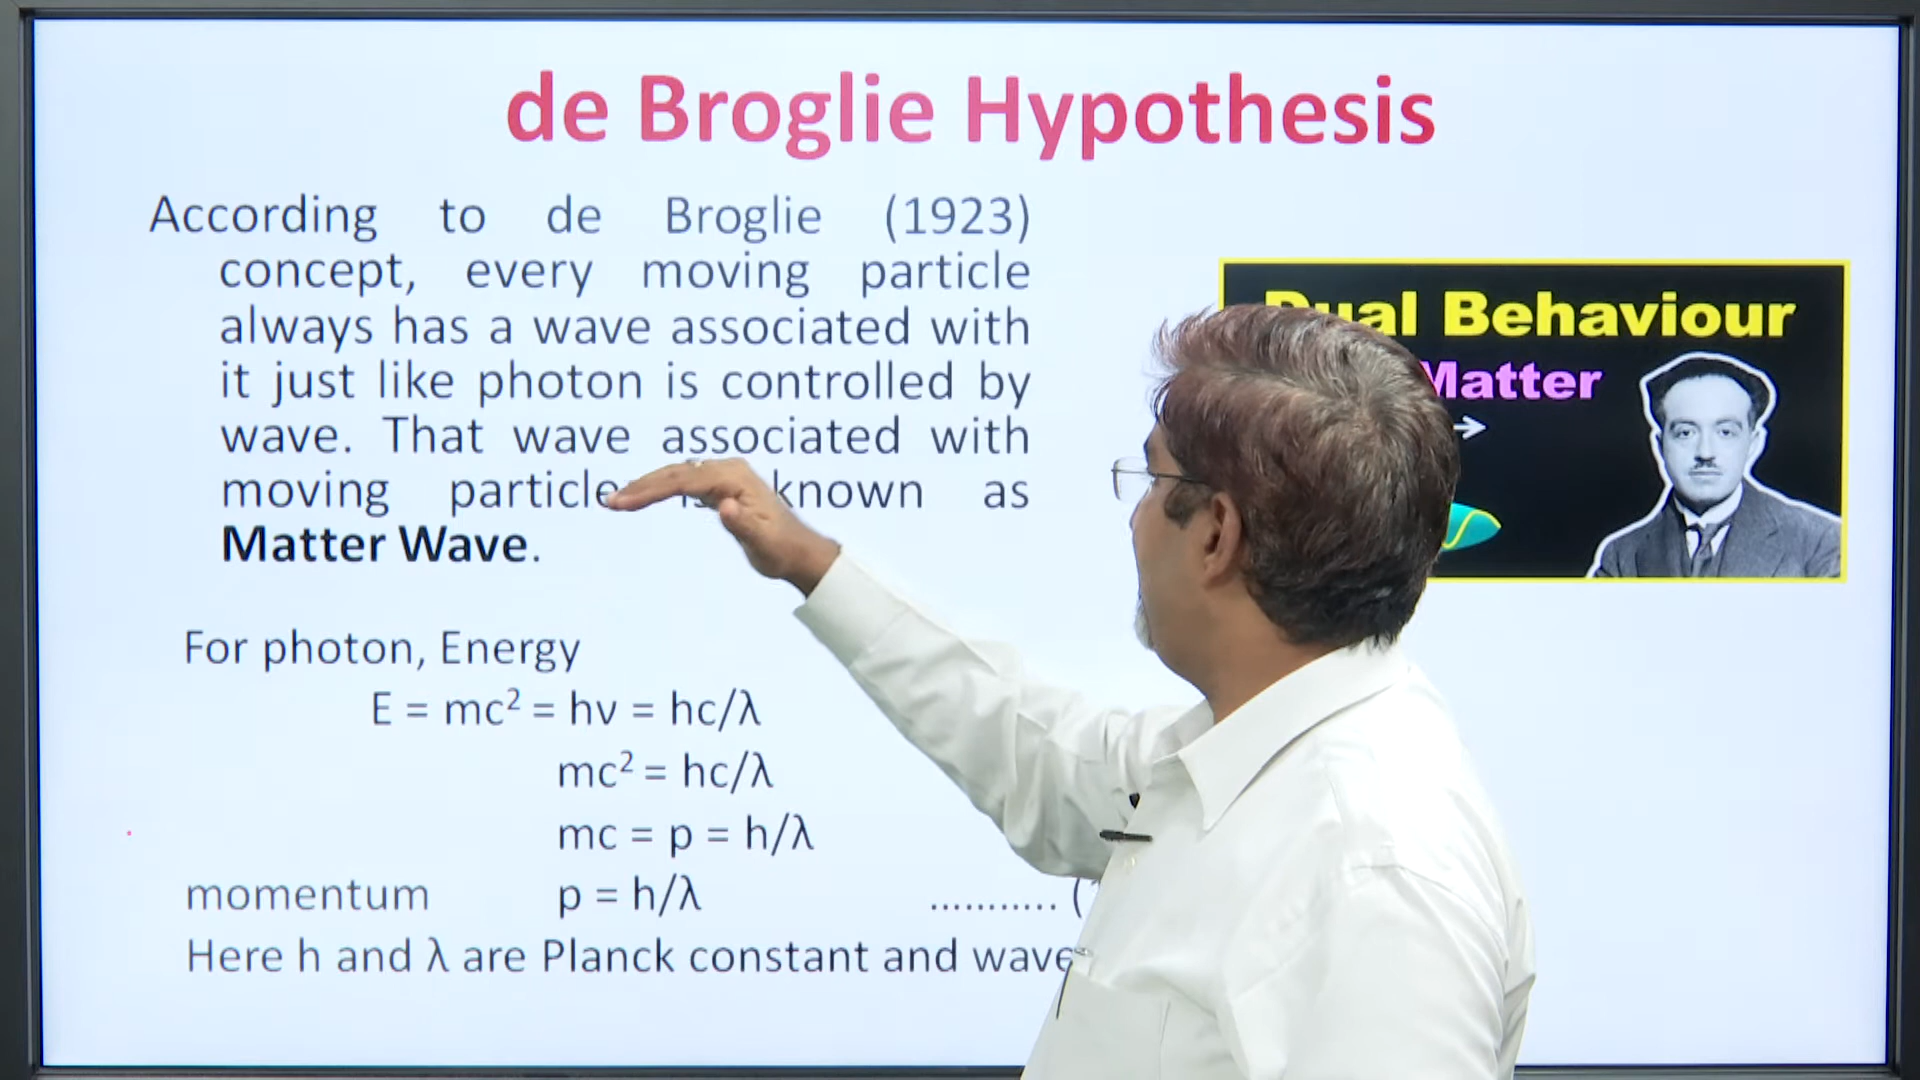 de Broglie Hypothesis
According to de Broglie (1923)
concept, every moving particle
always has a wave associated with
it just like photon is controlled by
wave. That wave associated with
moving particle is known as
Matter Wave.
For photon, Energy
E = mc² = hν = hc/λ
mc² = hc/λ
mc = p = h/λ
momentum p = h/λ ........... (
Here h and λ are Planck constant and
Behaviour
Matter